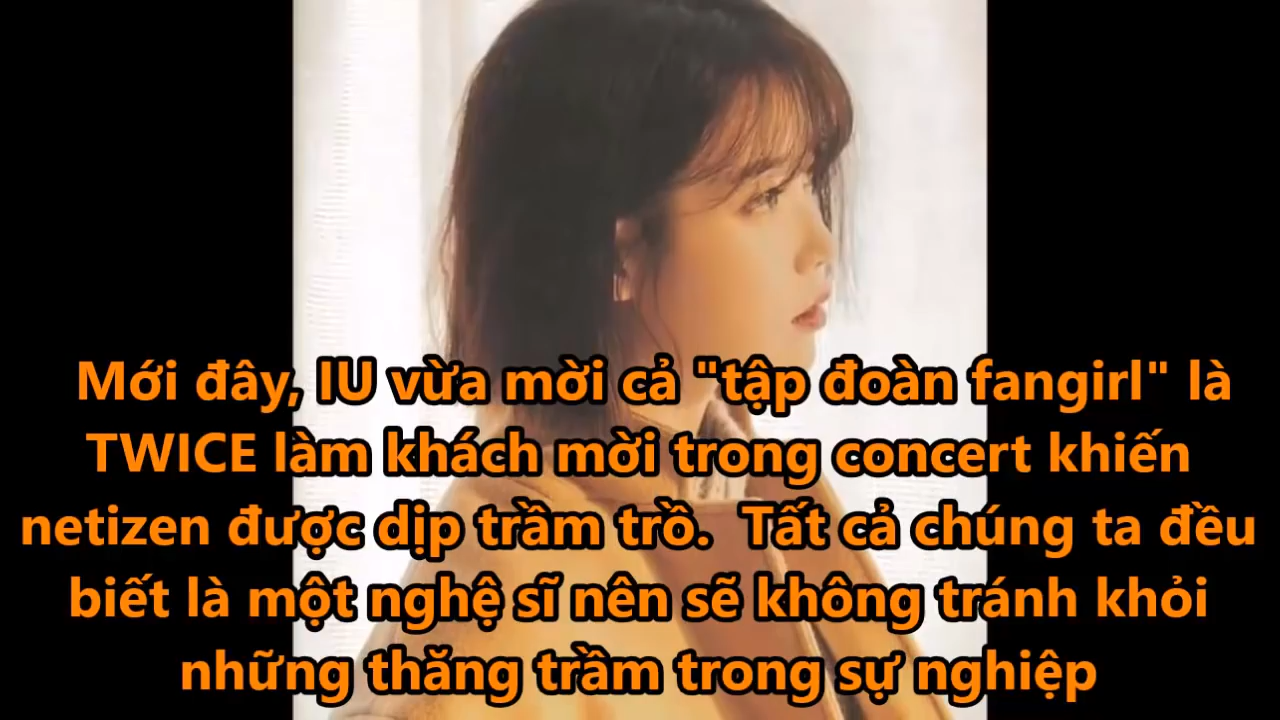 Mới đây, IU vừa mời cả "tập đoàn fangirl" là
TWICE làm khách mời trong concert khiến
netizen được dịp trầm trồ.  Tất cả chúng ta đều
biết là một nghệ sĩ nên sẽ không tránh khỏi
những thăng trầm trong sự nghiệp